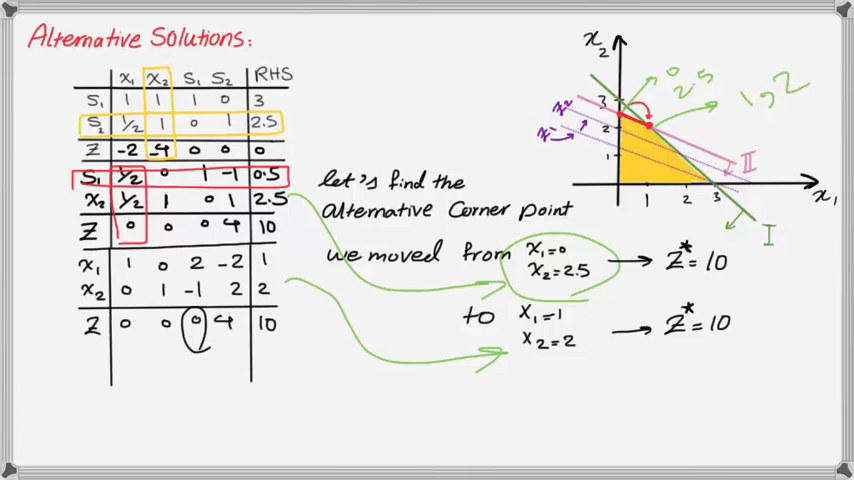 Alternative Solutions:
x₁ x₂ S₁ S₂ RHS
S₁ 1 1 1 0 3
S₂ 1/2 1 0 1 2.5
Z -2 -4 0 0 0
S₁ 1/2 0 1 -1 0.5
x₂ 1/2 1 0 1 2.5
Z 0 0 0 4 10
x₁ 1 0 2 -2 1
x₂ 0 1 -1 2 2
Z 0 0 0 4 10
let's find the
alternative Corner point
we moved from x₁=0
x₂=2.5
Z*=10
to x₁=1
x₂=2
Z*=10
x₂
3
2
1
1 2 3
x₁
0
2.5
1, 2
II
I